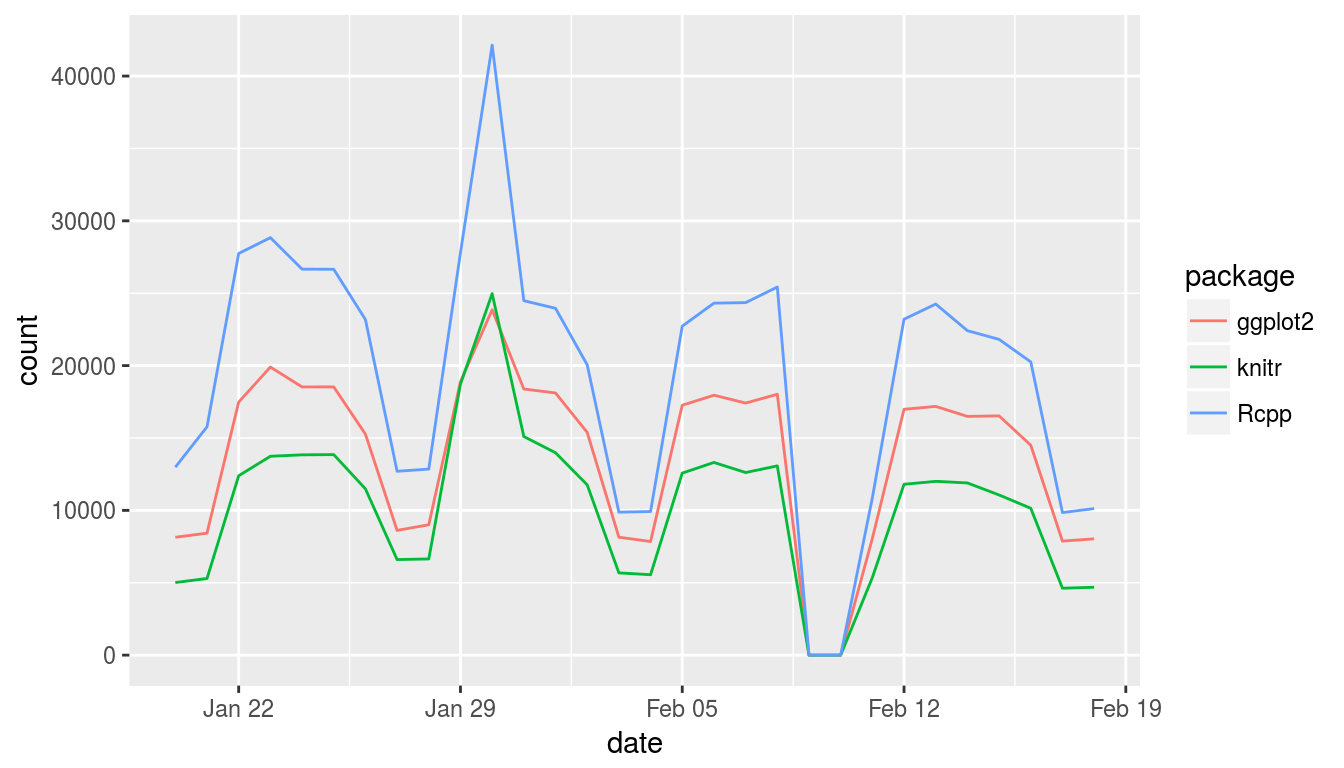 40000
30000
20000
10000
0
count
Jan 22
Jan 29
Feb 05
Feb 12
Feb 19
date
package
ggplot2
knitr
Rcpp